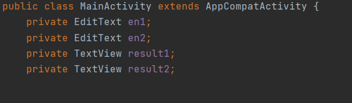 public class MainActivity extends AppCompatActivity {
    private EditText en1;
    private EditText en2;
    private TextView result1;
    private TextView result2;